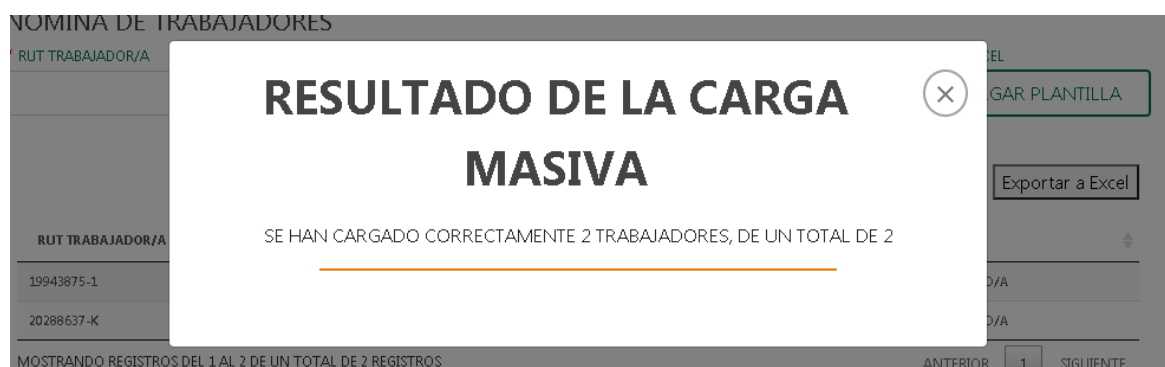 NOMINA DE TRABAJADORES
* RUT TRABAJADOR/A
RESULTADO DE LA CARGA
MASIVA
PLANTILLA
Exportar a Excel
RUT TRABAJADOR/A
SE HAN CARGADO CORRECTAMENTE 2 TRABAJADORES, DE UN TOTAL DE 2
19943875-1
20288637-K
MOSTRANDO REGISTROS DEL 1 AL 2 DE UN TOTAL DE 2 REGISTROS
ANTERIOR 1 SIGUIENTE